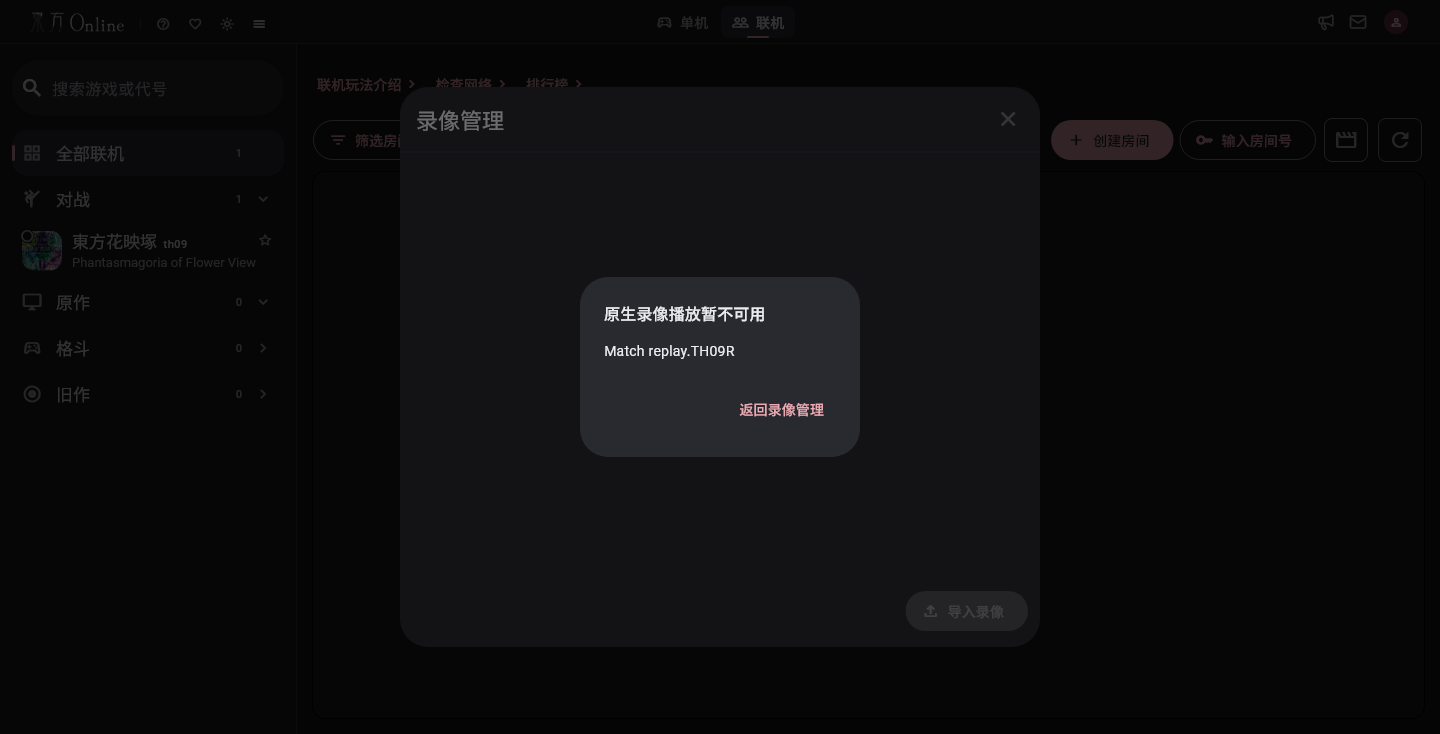 東方Online
单机
联机
联机玩法介绍
检查网络
排行榜
搜索游戏或代号
录像管理
创建房间
输入房间号
全部联机 1
对战 1
東方花映塚 th09
Phantasmagoria of Flower View
原作 0
格斗 0
旧作 0
原生录像播放暂不可用
Match replay.TH09R
返回录像管理
导入录像